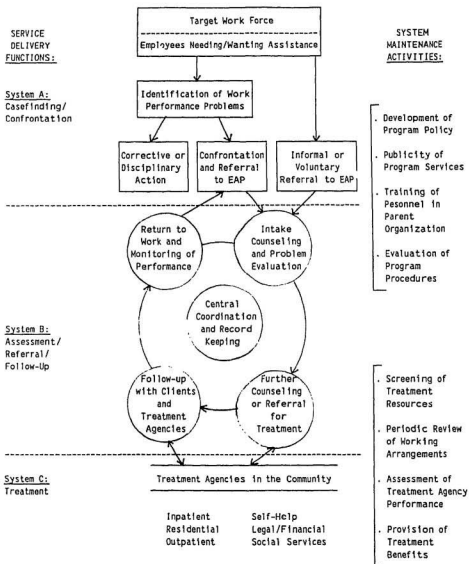 SERVICE
DELIVERY
FUNCTIONS:
Target Work Force
Employees Needing/Wanting Assistance
SYSTEM
MAINTENANCE
ACTIVITIES:
System A:
Casefinding/
Confrontation
Identification of Work
Performance Problems
Corrective or
Disciplinary
Action
Confrontation
and Referral
to EAP
Informal or
Voluntary
Referral to EAP
. Development of
Program Policy
. Publicity of
Program Services
. Training of
Pesonnel in
Parent
Organization
. Evaluation of
Program
Procedures
Return to
Work and
Monitoring of
Performance
Intake
Counseling
and Problem
Evaluation
Central
Coordination
and Record
Keeping
System B:
Assessment/
Referral/
Follow-Up
Follow-up
with Clients
and
Treatment
Agencies
Further
Counseling
or Referral
for
Treatment
. Screening of
Treatment
Resources
. Periodic Review
of Working
Arrangements
. Assessment of
Treatment Agency
Performance
. Provision of
Treatment
Benefits
System C:
Treatment
Treatment Agencies in the Community
Inpatient Self-Help
Residential Legal/Financial
Outpatient Social Services